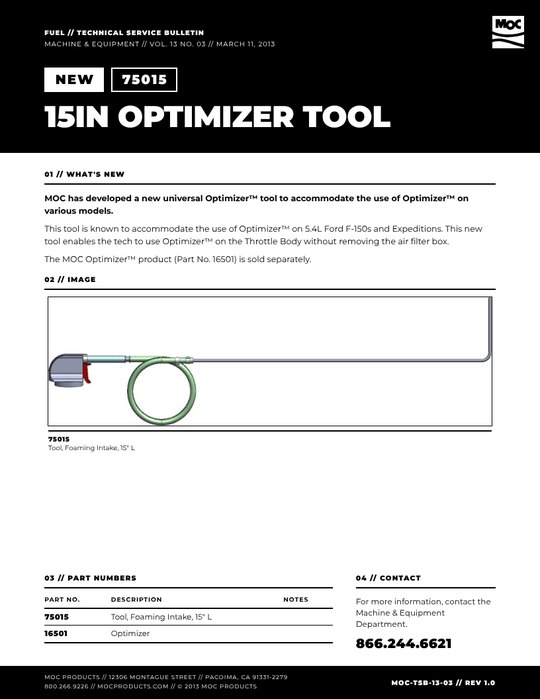 MOC
FUEL // TECHNICAL SERVICE BULLETIN
MACHINE & EQUIPMENT // VOL. 13 NO. 03 // MARCH 11, 2013
NEW 75015
15IN OPTIMIZER TOOL
01 // WHAT'S NEW
MOC has developed a new universal Optimizer™ tool to accommodate the use of Optimizer™ on
various models.
This tool is known to accommodate the use of Optimizer™ on 5.4L Ford F-150s and Expeditions. This new
tool enables the tech to use Optimizer™ on the Throttle Body without removing the air filter box.
The MOC Optimizer™ product (Part No. 16501) is sold separately.
02 // IMAGE
75015
Tool, Foaming Intake, 15" L
03 // PART NUMBERS
PART NO. DESCRIPTION NOTES
75015 Tool, Foaming Intake, 15" L
16501 Optimizer
04 // CONTACT
For more information, contact the
Machine & Equipment
Department.
866.244.6621
MOC PRODUCTS // 12306 MONTAGUE STREET // PACOIMA, CA 91331-2279
800.266.9226 // MOCPRODUCTS.COM // © 2013 MOC PRODUCTS
MOC-TSB-13-03 // REV 1.0